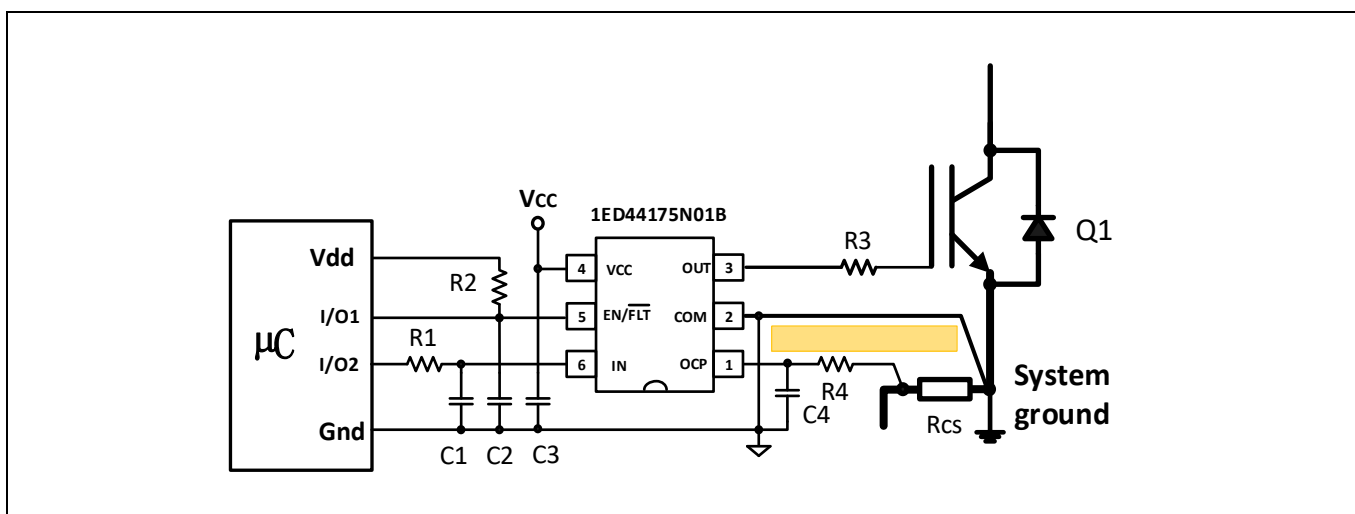 Vcc
1ED44175N01B
Vdd
R2
4
VCC
OUT
3
R3
Q1
I/O1
5
EN/FLT
COM
2
μC
R1
I/O2
6
IN
OCP
1
R4
C4
Rcs
System
ground
Gnd
C1
C2
C3